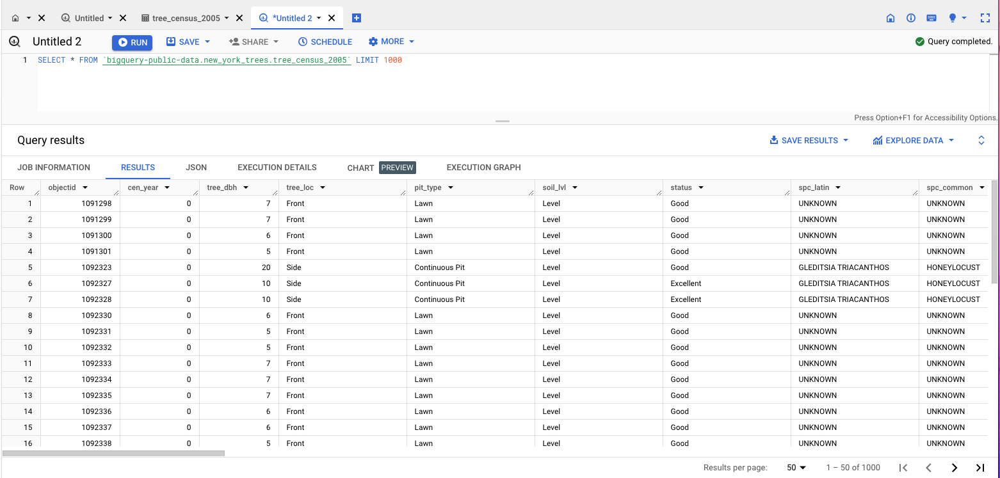 Untitled tree_census_2005 *Untitled 2
Untitled 2 RUN SAVE SHARE SCHEDULE MORE Query completed.
1 SELECT * FROM `bigquery-public-data.new_york_trees.tree_census_2005` LIMIT 1000
Press Option+F1 for Accessibility Options.
Query results SAVE RESULTS EXPLORE DATA
JOB INFORMATION RESULTS JSON EXECUTION DETAILS CHART PREVIEW EXECUTION GRAPH
Row objectid cen_year tree_dbh tree_loc pit_type soil_lvl status spc_latin spc_common
1 1091298 0 7 Front Lawn Level Good UNKNOWN UNKNOWN
2 1091299 0 7 Front Lawn Level Good UNKNOWN UNKNOWN
3 1091300 0 6 Front Lawn Level Good UNKNOWN UNKNOWN
4 1091301 0 5 Front Lawn Level Good UNKNOWN UNKNOWN
5 1092323 0 20 Side Continuous Pit Level Good GLEDITSIA TRIACANTHOS HONEYLOCUST
6 1092327 0 10 Side Continuous Pit Level Excellent GLEDITSIA TRIACANTHOS HONEYLOCUST
7 1092328 0 10 Side Continuous Pit Level Excellent GLEDITSIA TRIACANTHOS HONEYLOCUST
8 1092330 0 6 Front Lawn Level Good UNKNOWN UNKNOWN
9 1092331 0 5 Front Lawn Level Good UNKNOWN UNKNOWN
10 1092332 0 5 Front Lawn Level Good UNKNOWN UNKNOWN
11 1092333 0 7 Front Lawn Level Good UNKNOWN UNKNOWN
12 1092334 0 7 Front Lawn Level Good UNKNOWN UNKNOWN
13 1092335 0 7 Front Lawn Level Good UNKNOWN UNKNOWN
14 1092336 0 6 Front Lawn Level Good UNKNOWN UNKNOWN
15 1092337 0 6 Front Lawn Level Good UNKNOWN UNKNOWN
16 1092338 0 5 Front Lawn Level Good UNKNOWN UNKNOWN
Results per page: 50 1 – 50 of 1000